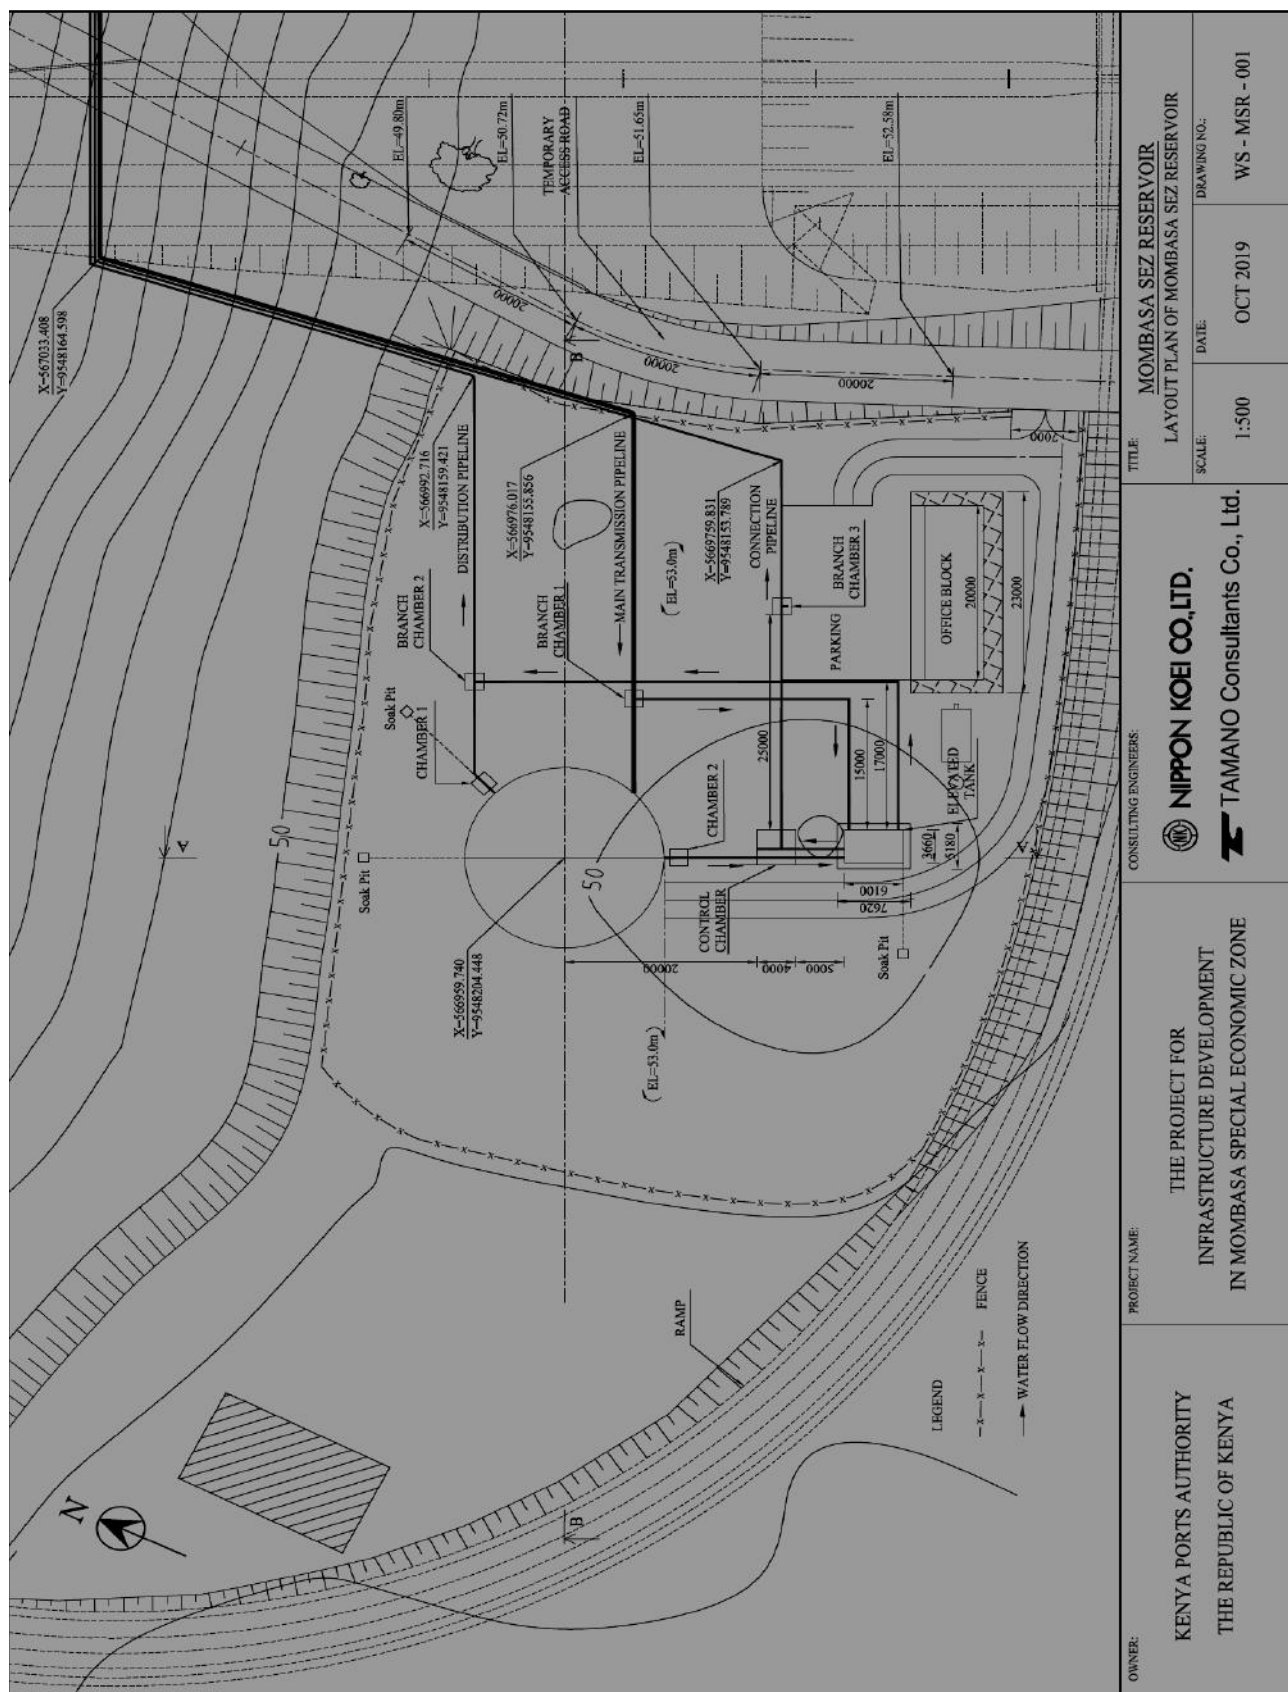 N
X=567033.408
Y=9548164.598
EL=49.80m
EL=50.72m
TEMPORARY
ACCESS ROAD
EL=51.65m
EL=52.58m
20000
20000
20000
B
A
50
Soak Pit
Soak Pit
CHAMBER 1
BRANCH
CHAMBER 2
DISTRIBUTION PIPELINE
X=566992.716
Y=9548159.421
X=566976.017
Y=9548155.856
BRANCH
CHAMBER 1
MAIN TRANSMISSION PIPELINE
(EL=53.0m)
X=5669759.831
Y=9548153.789
CONNECTION
PIPELINE
7000
BRANCH
CHAMBER 3
PARKING
OFFICE BLOCK
20000
23000
25000
15000
17000
CHAMBER 2
ELEVATED
TANK
50
3660
5180
A
6100
7620
CONTROL
CHAMBER
20000
4000
5000
Soak Pit
X=566959.740
Y=9548204.448
(EL=53.0m)
RAMP
B
LEGEND
x x x x FENCE
WATER FLOW DIRECTION
OWNER:
KENYA PORTS AUTHORITY
THE REPUBLIC OF KENYA
PROJECT NAME:
THE PROJECT FOR
INFRASTRUCTURE DEVELOPMENT
IN MOMBASA SPECIAL ECONOMIC ZONE
CONSULTING ENGINEERS:
NK NIPPON KOEI CO.,LTD.
TAMANO Consultants Co., Ltd.
TITLE:
MOMBASA SEZ RESERVOIR
LAYOUT PLAN OF MOMBASA SEZ RESERVOIR
SCALE:
1:500
DATE:
OCT 2019
DRAWING NO.:
WS - MSR - 001